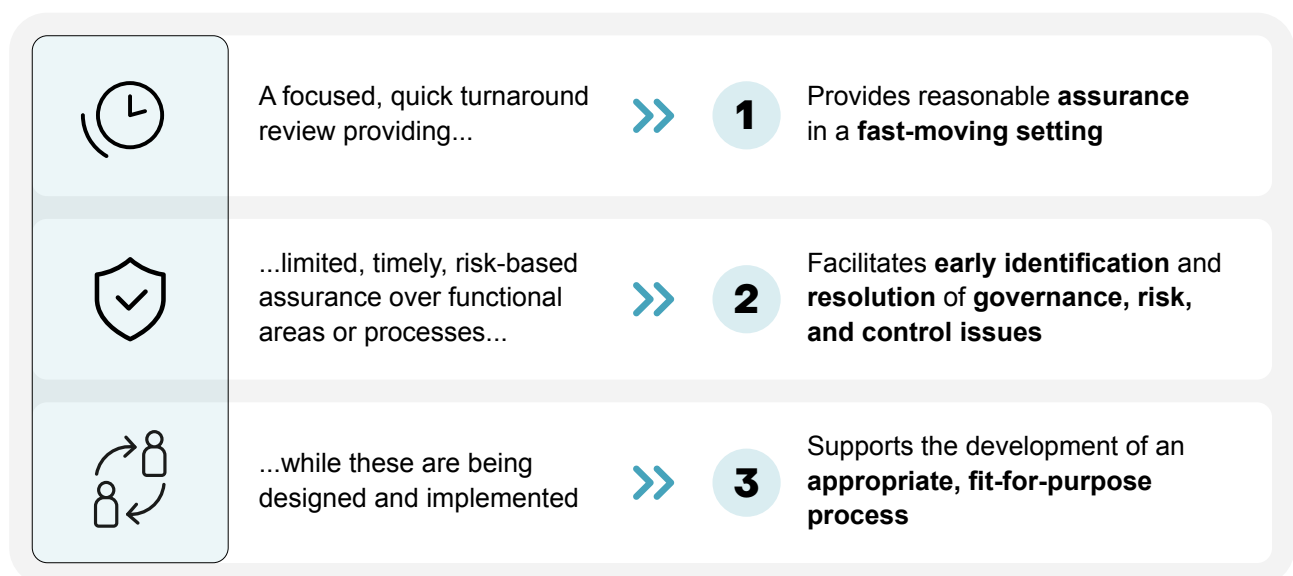 A focused, quick turnaround
review providing...
1
Provides reasonable assurance
in a fast-moving setting
...limited, timely, risk-based
assurance over functional
areas or processes...
2
Facilitates early identification and
resolution of governance, risk,
and control issues
...while these are being
designed and implemented
3
Supports the development of an
appropriate, fit-for-purpose
process